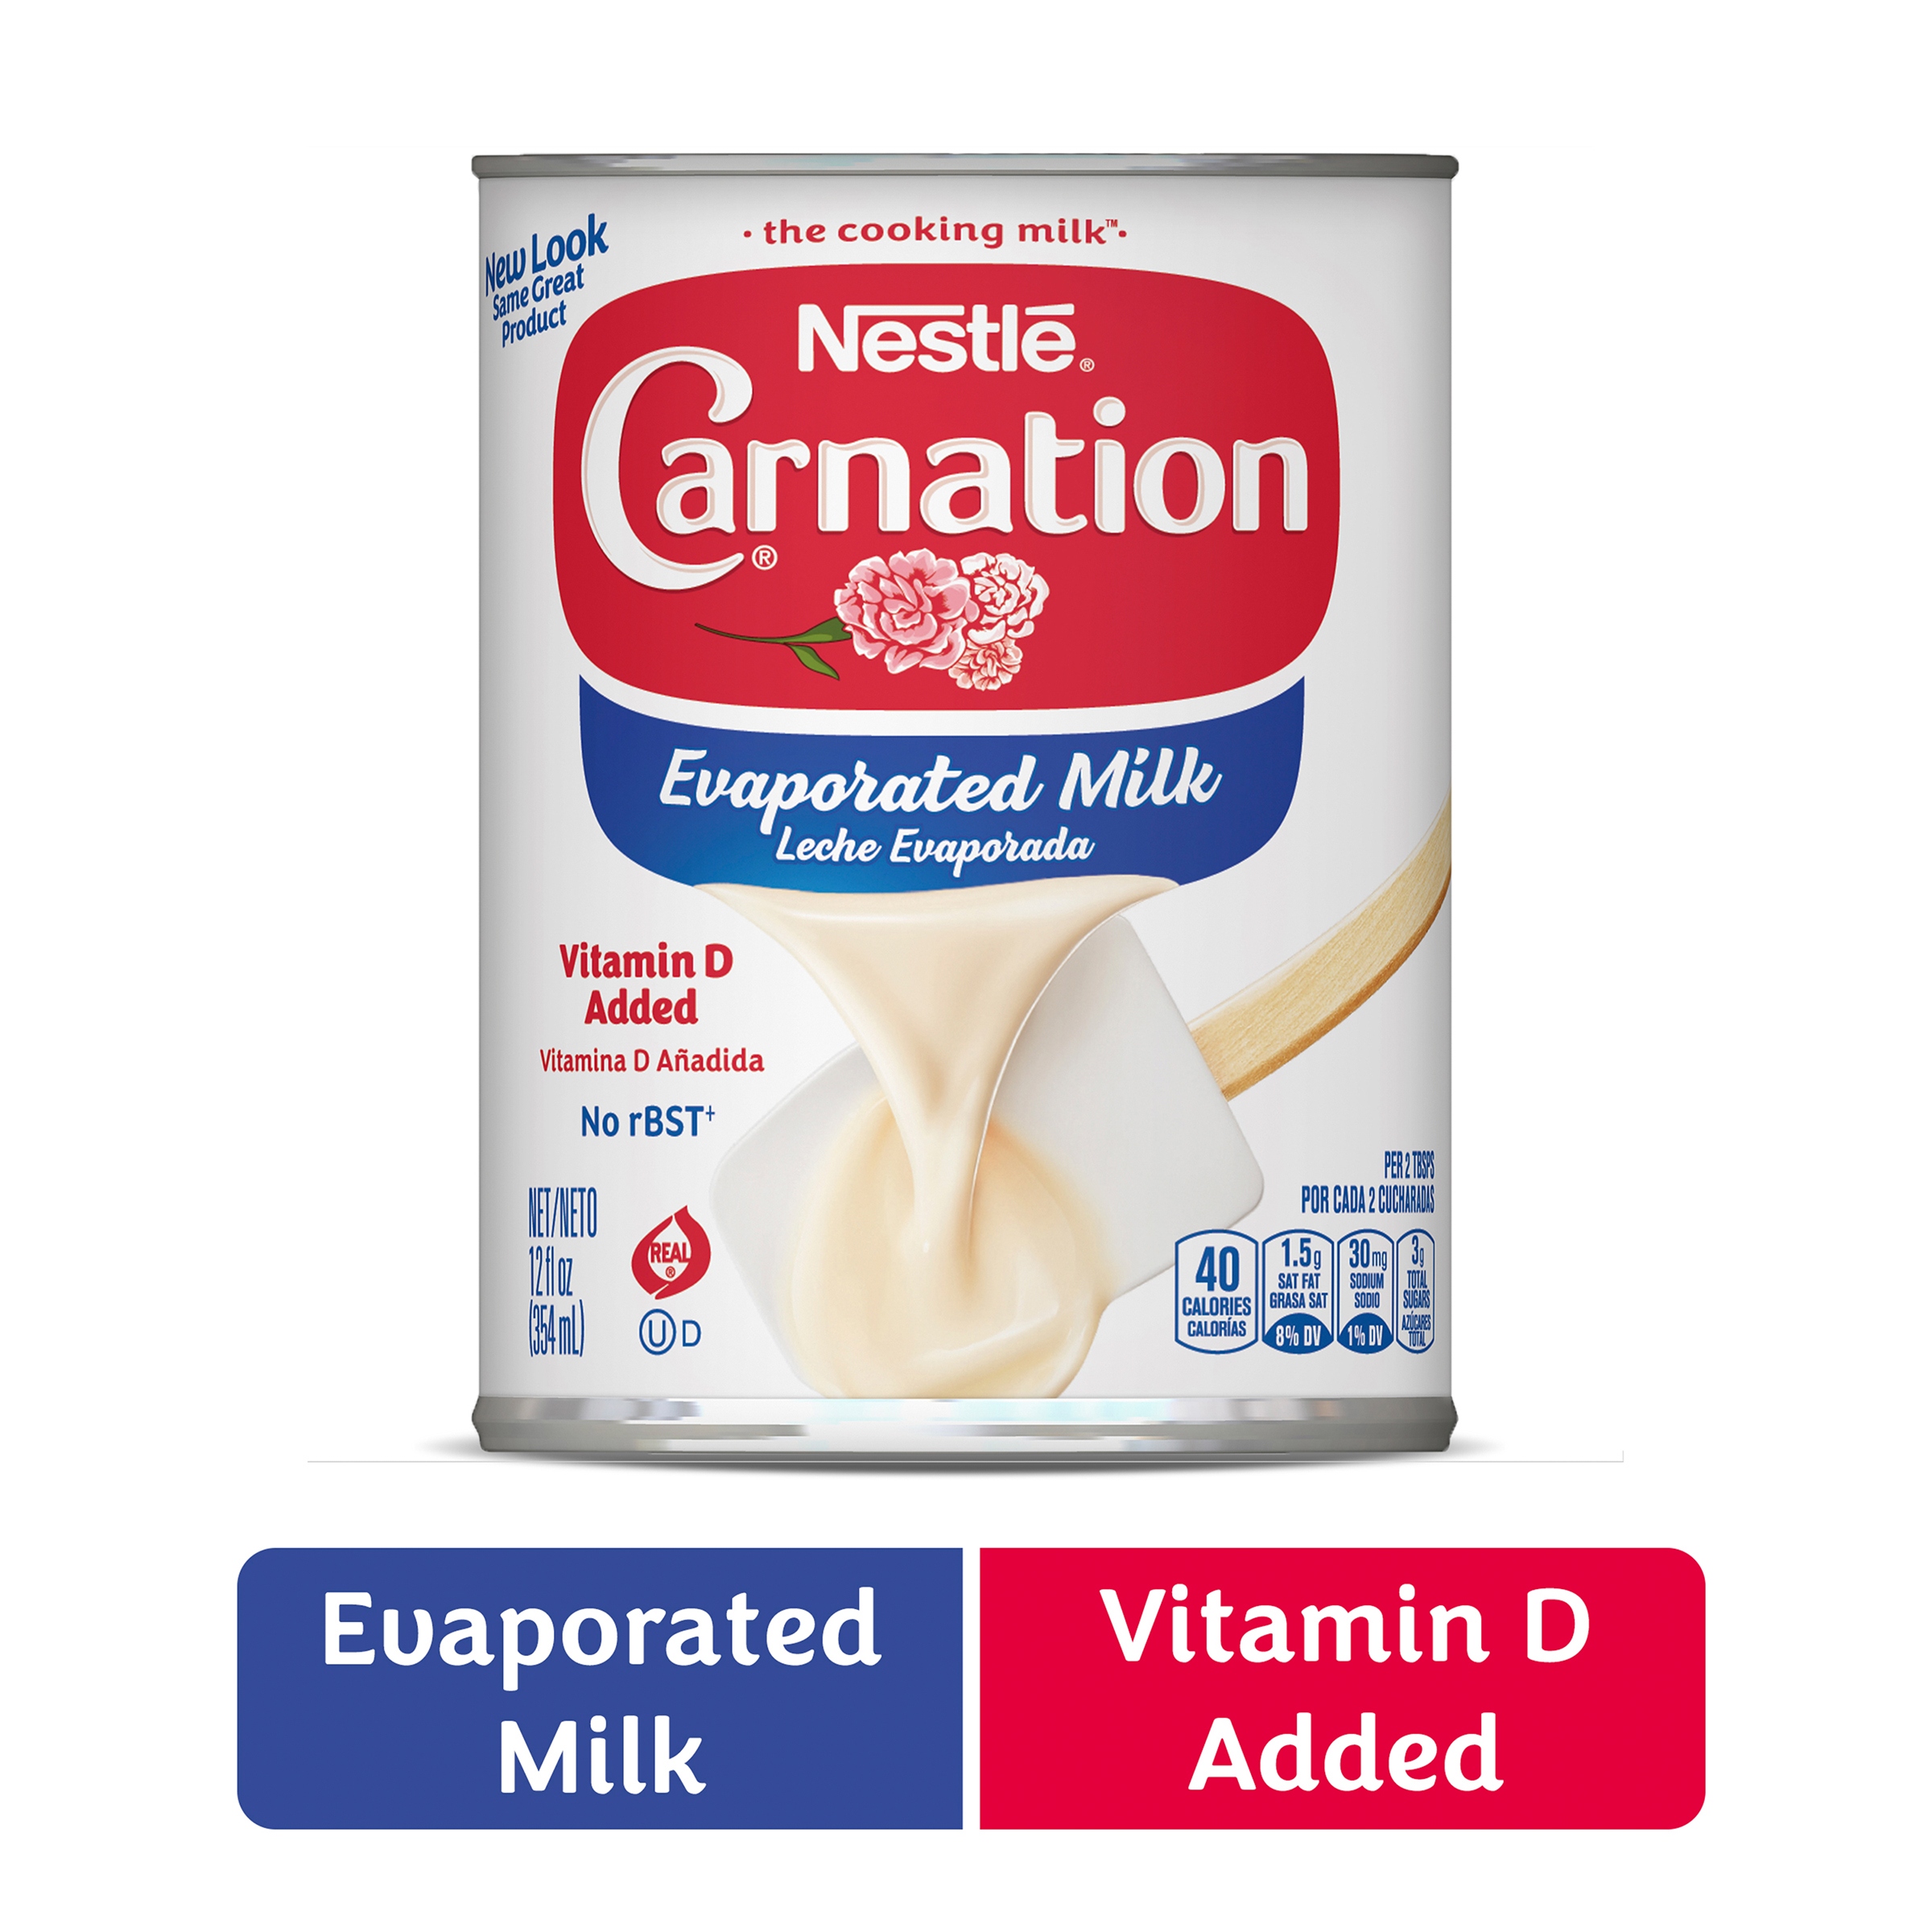 · the cooking milk™·
New Look
Same Great
Product
Nestlé®
Carnation®
Evaporated Milk
Leche Evaporada
Vitamin D
Added
Vitamina D Añadida
No rBST†
NET/NETO
12 fl oz
(354 mL)
REAL®
Ⓤ D
PER 2 TBSPS
POR CADA 2 CUCHARADAS
40
CALORIES
CALORÍAS
1.5g
SAT FAT
GRASA SAT
8% DV
30mg
SODIUM
SODIO
1% DV
3g
TOTAL
SUGARS
AZÚCARES
TOTAL
Evaporated
Milk
Vitamin D
Added